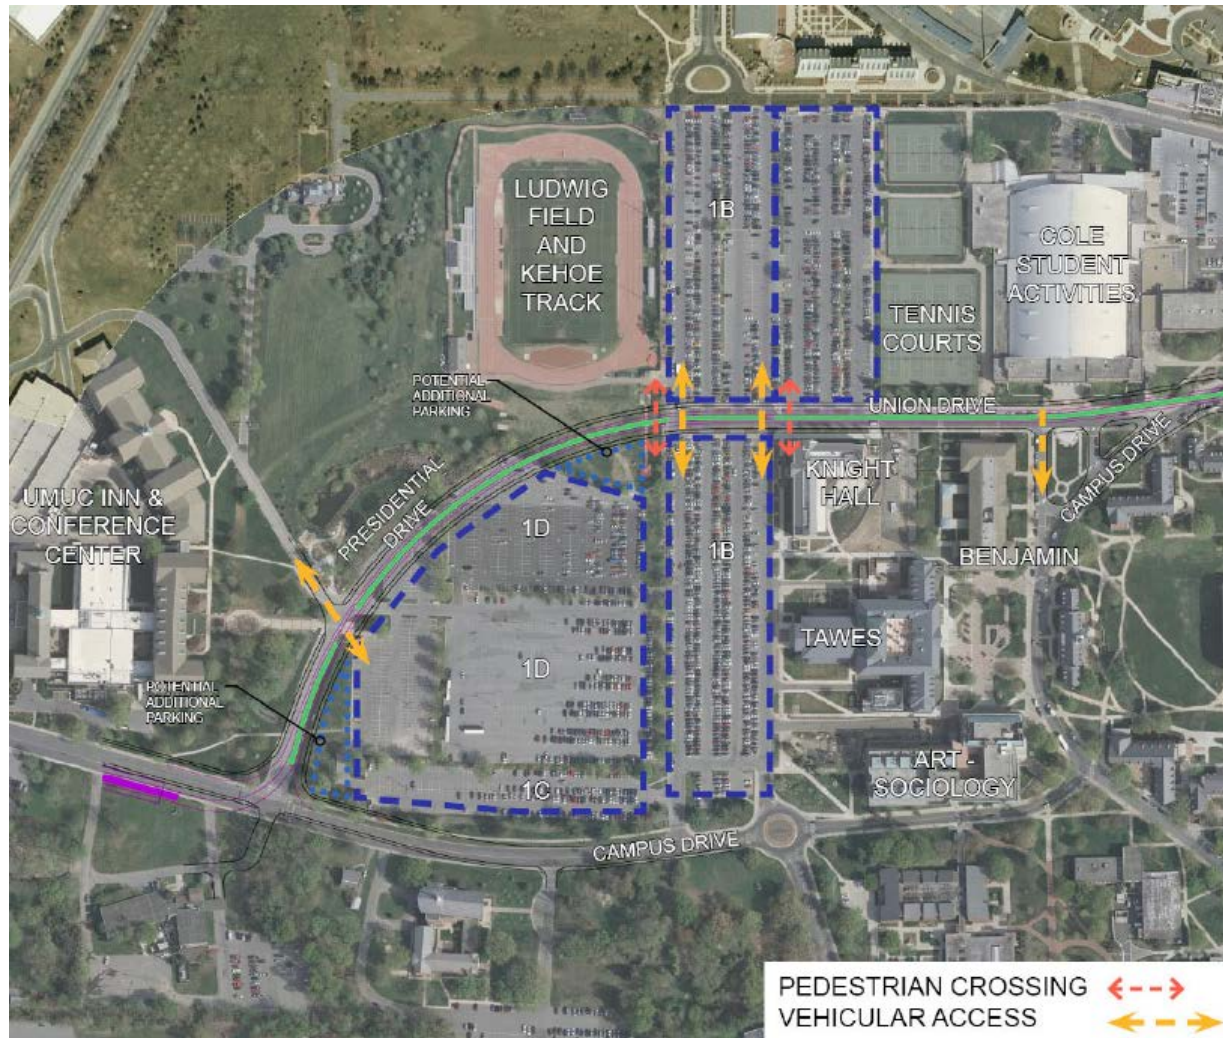 LUDWIG
FIELD
AND
KEHOE
TRACK
1B
COLE
STUDENT
ACTIVITIES
TENNIS
COURTS
POTENTIAL
ADDITIONAL
PARKING
UNION DRIVE
CAMPUS DRIVE
PRESIDENTIAL
DRIVE
KNIGHT
HALL
UMUC INN &
CONFERENCE
CENTER
1D
1B
BENJAMIN
TAWES
1D
POTENTIAL
ADDITIONAL
PARKING
ART -
SOCIOLOGY
1C
CAMPUS DRIVE
PEDESTRIAN CROSSING
VEHICULAR ACCESS